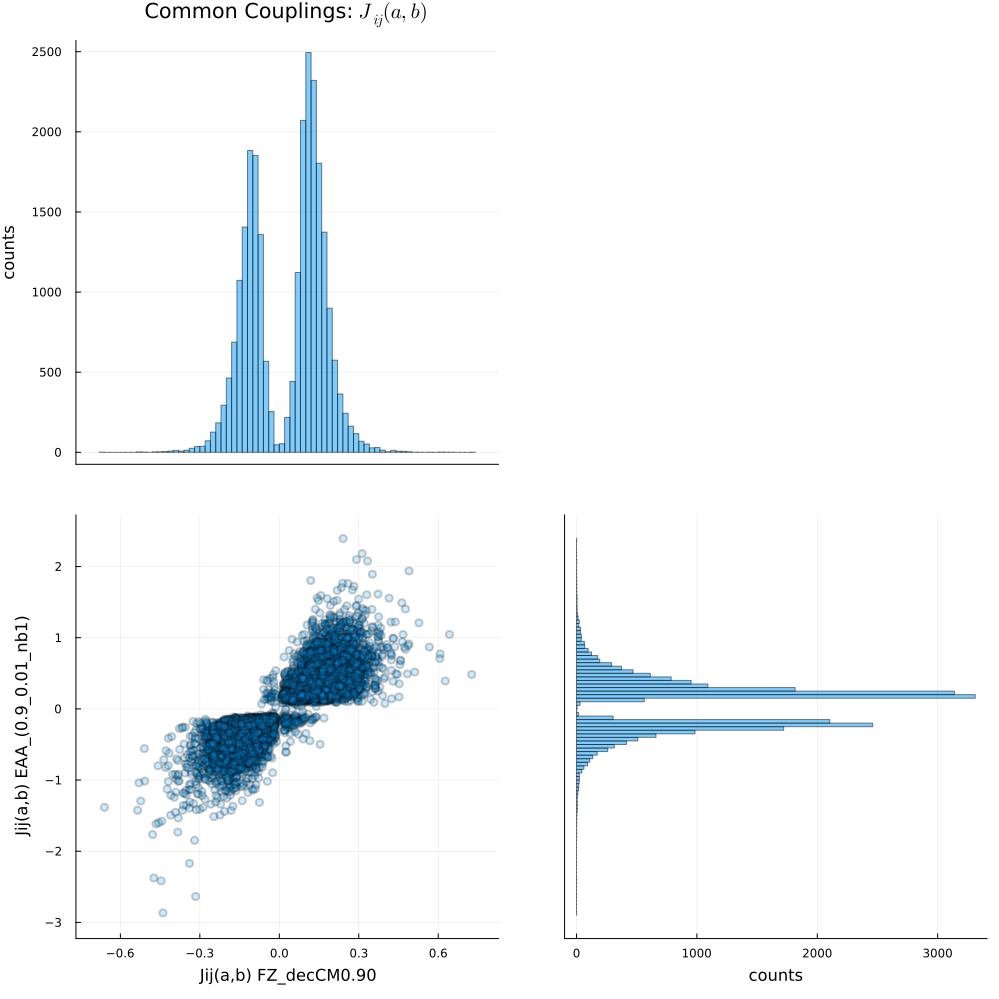 Common Couplings: J_ij(a, b)
2500
2000
1500
1000
500
0
counts
2
1
0
−1
−2
−3
Jij(a,b) EAA_(0.9_0.01_nb1)
−0.6 −0.3 0.0 0.3 0.6
Jij(a,b) FZ_decCM0.90
0 1000 2000 3000
counts